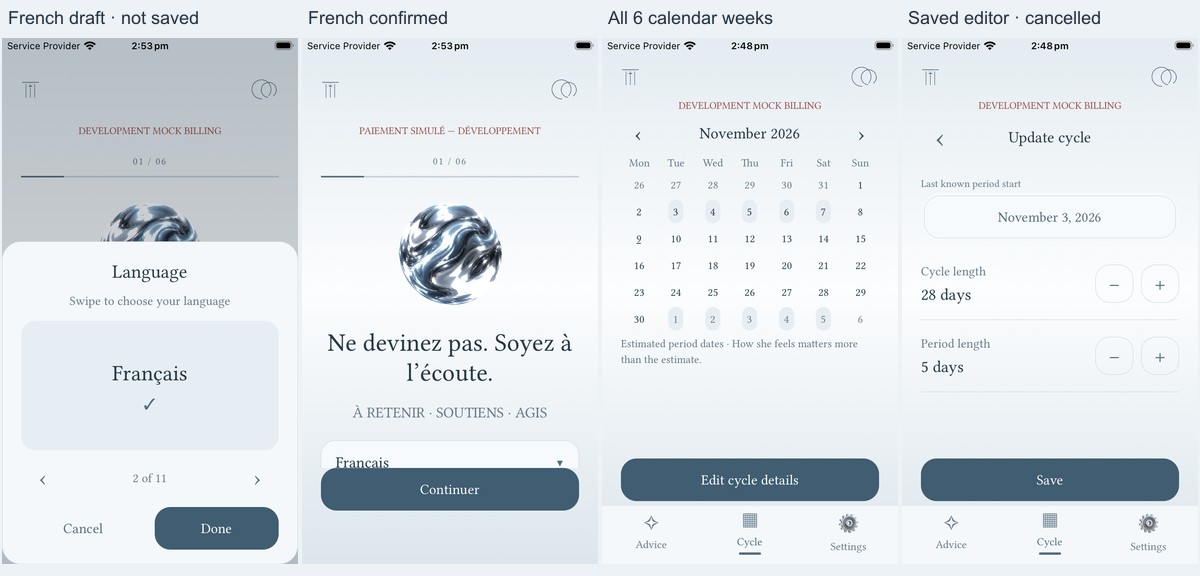 French draft · not saved
Service Provider 2:53 pm
DEVELOPMENT MOCK BILLING
01 / 06
Language
Swipe to choose your language
Français
✓
‹ 2 of 11 ›
Cancel Done
French confirmed
Service Provider 2:53 pm
PAIEMENT SIMULÉ – DÉVELOPPEMENT
01 / 06
Ne devinez pas. Soyez à
l’écoute.
À RETENIR · SOUTIENS · AGIS
Français ▼
Continuer
All 6 calendar weeks
Service Provider 2:48 pm
DEVELOPMENT MOCK BILLING
‹ November 2026 ›
Mon Tue Wed Thu Fri Sat Sun
26 27 28 29 30 31 1
2 3 4 5 6 7 8
9 10 11 12 13 14 15
16 17 18 19 20 21 22
23 24 25 26 27 28 29
30 1 2 3 4 5 6
Estimated period dates · How she feels matters more
than the estimate.
Edit cycle details
Advice Cycle Settings
Saved editor · cancelled
Service Provider 2:48 pm
DEVELOPMENT MOCK BILLING
‹ Update cycle
Last known period start
November 3, 2026
Cycle length
28 days − +
Period length
5 days − +
Save
Advice Cycle Settings